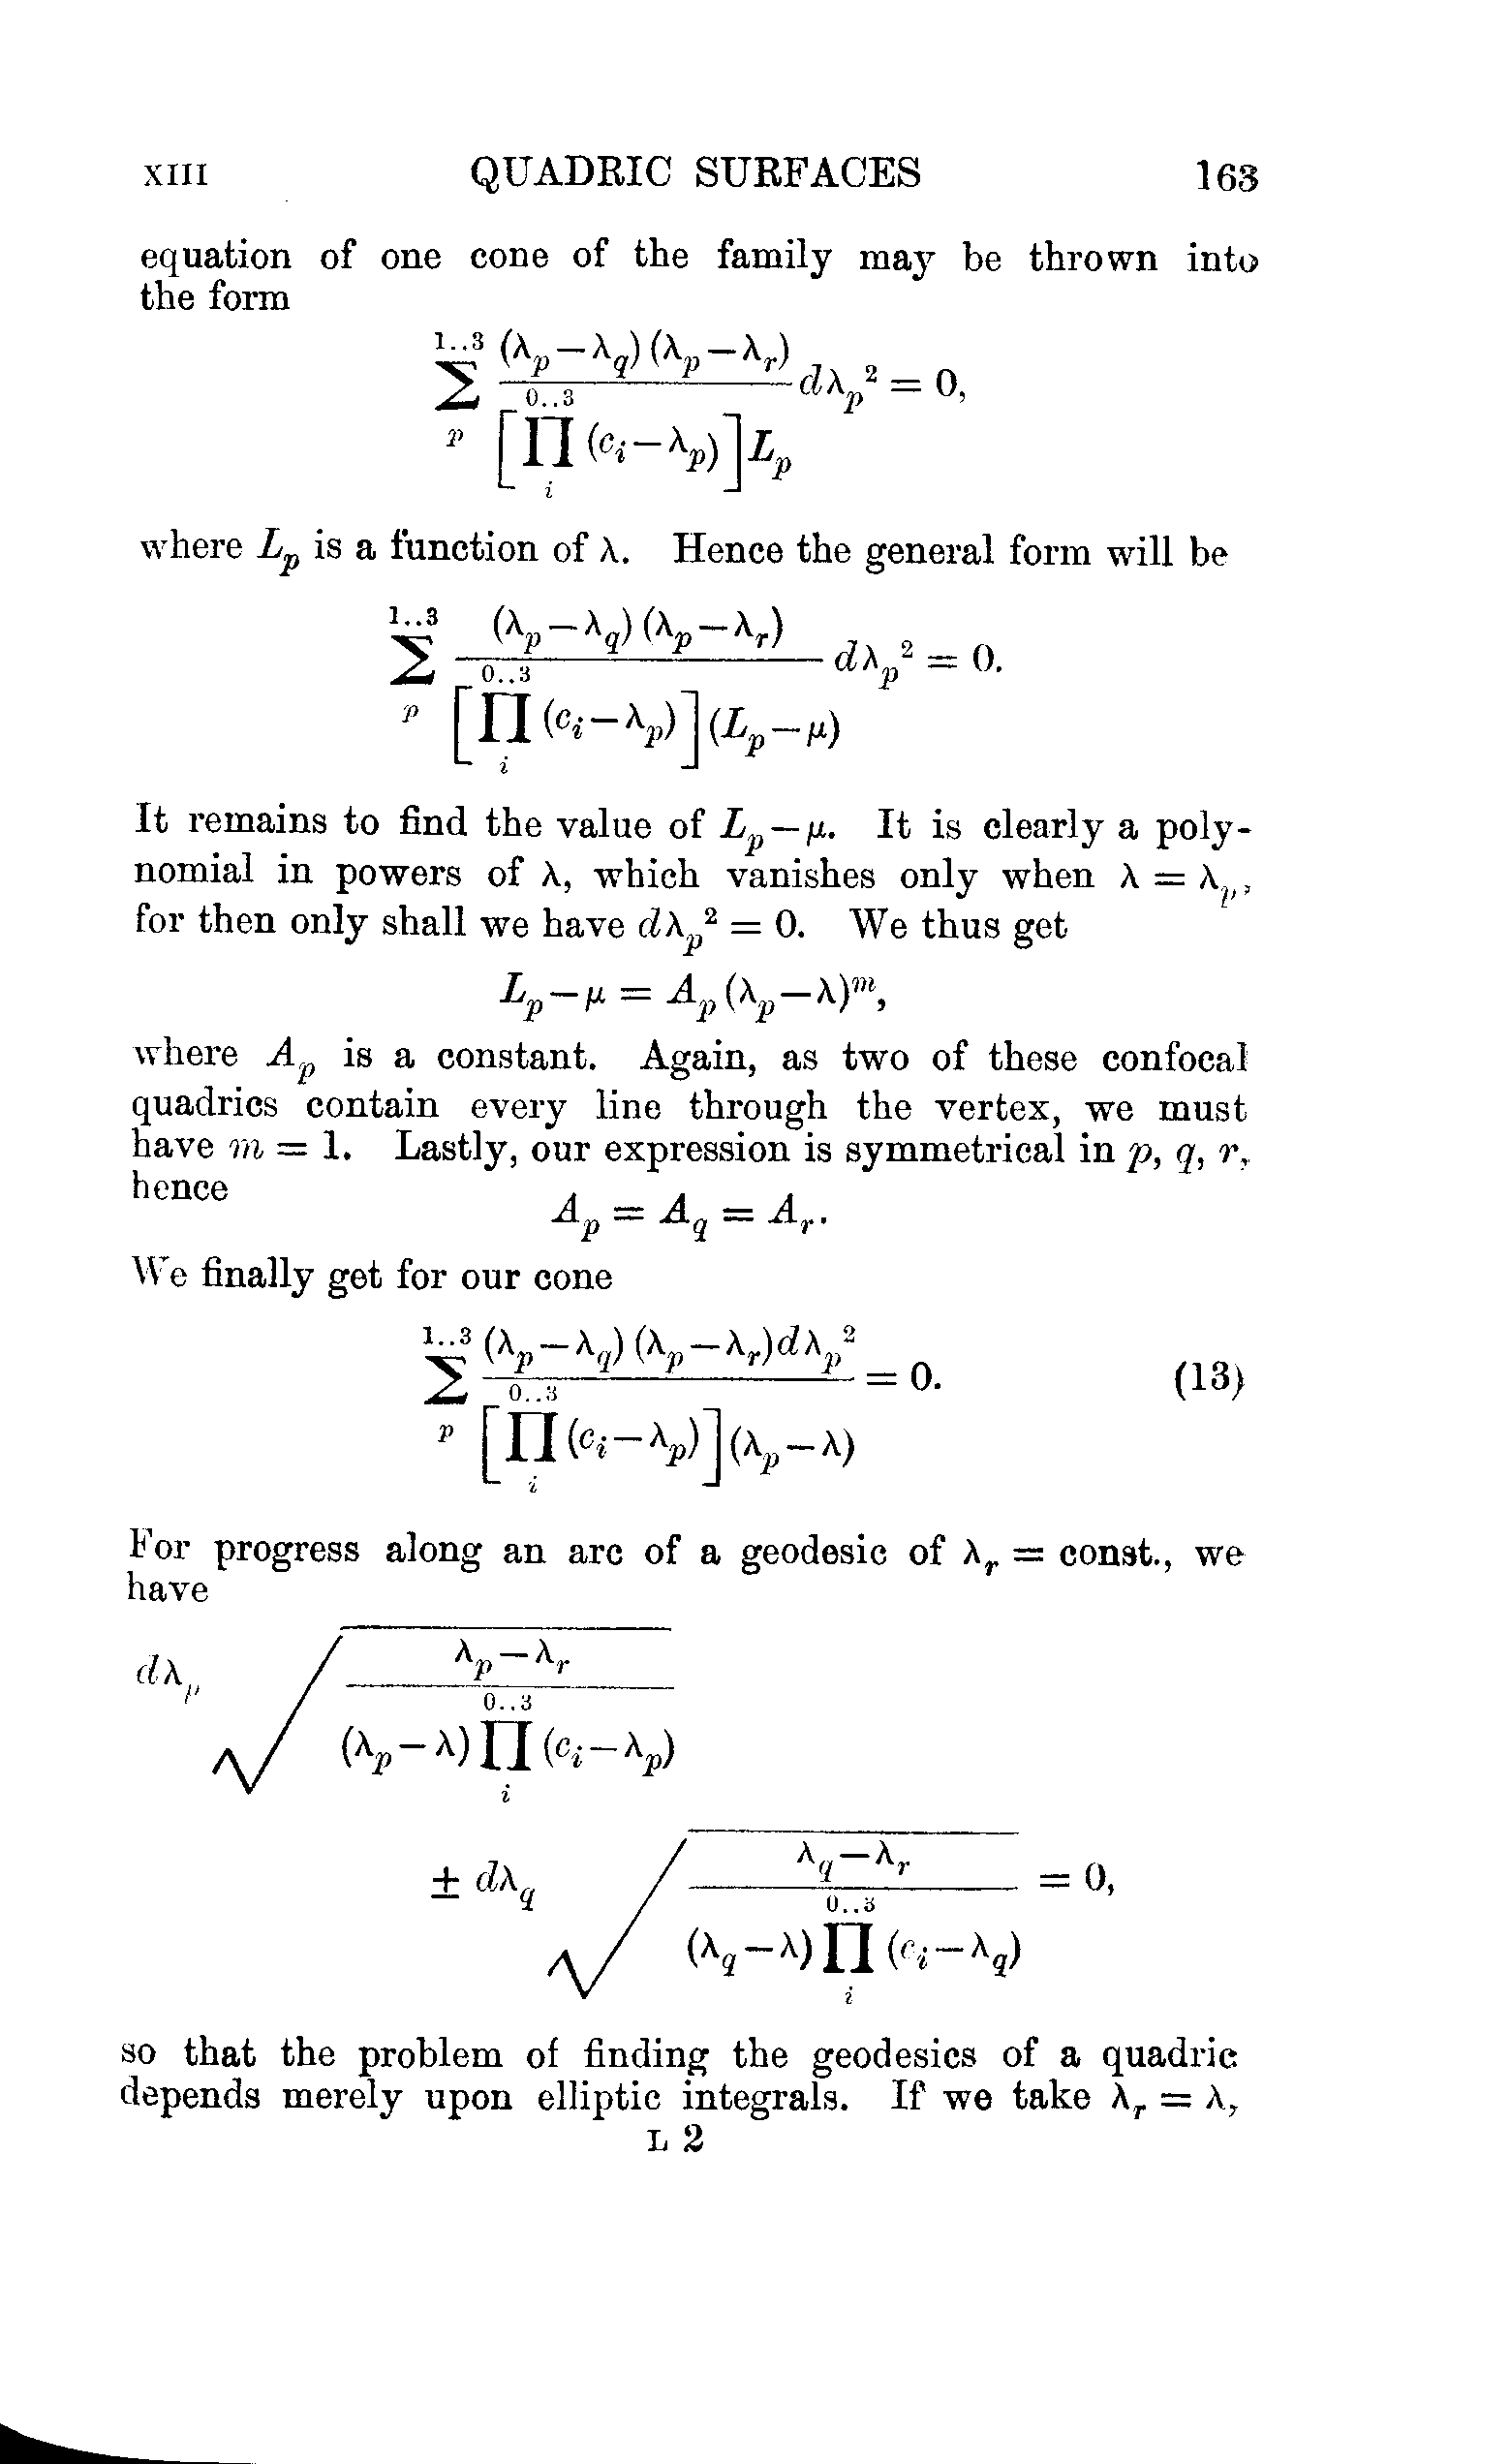 XIII QUADRIC SURFACES 163
equation of one cone of the family may be thrown into
the form
$$\sum_{p}^{1..3} \frac{(\lambda_p-\lambda_q)(\lambda_p-\lambda_r)}{\left[\prod_{i}^{0..3}(c_i-\lambda_p)\right]L_p} d\lambda_p^2 = 0,$$
where $L_p$ is a function of λ. Hence the general form will be
$$\sum_{p}^{1..3} \frac{(\lambda_p-\lambda_q)(\lambda_p-\lambda_r)}{\left[\prod_{i}^{0..3}(c_i-\lambda_p)\right](L_p-\mu)} d\lambda_p^2 = 0.$$
It remains to find the value of $L_p-\mu$. It is clearly a poly-
nomial in powers of λ, which vanishes only when $\lambda = \lambda_p$,
for then only shall we have $d\lambda_p^2 = 0$. We thus get
$$L_p-\mu = A_p(\lambda_p-\lambda)^m,$$
where $A_p$ is a constant. Again, as two of these confocal
quadrics contain every line through the vertex, we must
have $m = 1$. Lastly, our expression is symmetrical in $p, q, r,$
hence
$$A_p = A_q = A_r.$$
We finally get for our cone
$$\sum_{p}^{1..3} \frac{(\lambda_p-\lambda_q)(\lambda_p-\lambda_r)d\lambda_p^2}{\left[\prod_{i}^{0..3}(c_i-\lambda_p)\right](\lambda_p-\lambda)} = 0. \quad (13)$$
For progress along an arc of a geodesic of $\lambda_r$ = const., we
have
$$d\lambda_p \sqrt{\frac{\lambda_p-\lambda_r}{(\lambda_p-\lambda)\prod_{i}^{0..3}(c_i-\lambda_p)}}$$
$$\pm d\lambda_q \sqrt{\frac{\lambda_q-\lambda_r}{(\lambda_q-\lambda)\prod_{i}^{0..3}(c_i-\lambda_q)}} = 0,$$
so that the problem of finding the geodesics of a quadric
depends merely upon elliptic integrals. If we take $\lambda_r = \lambda$,
L 2